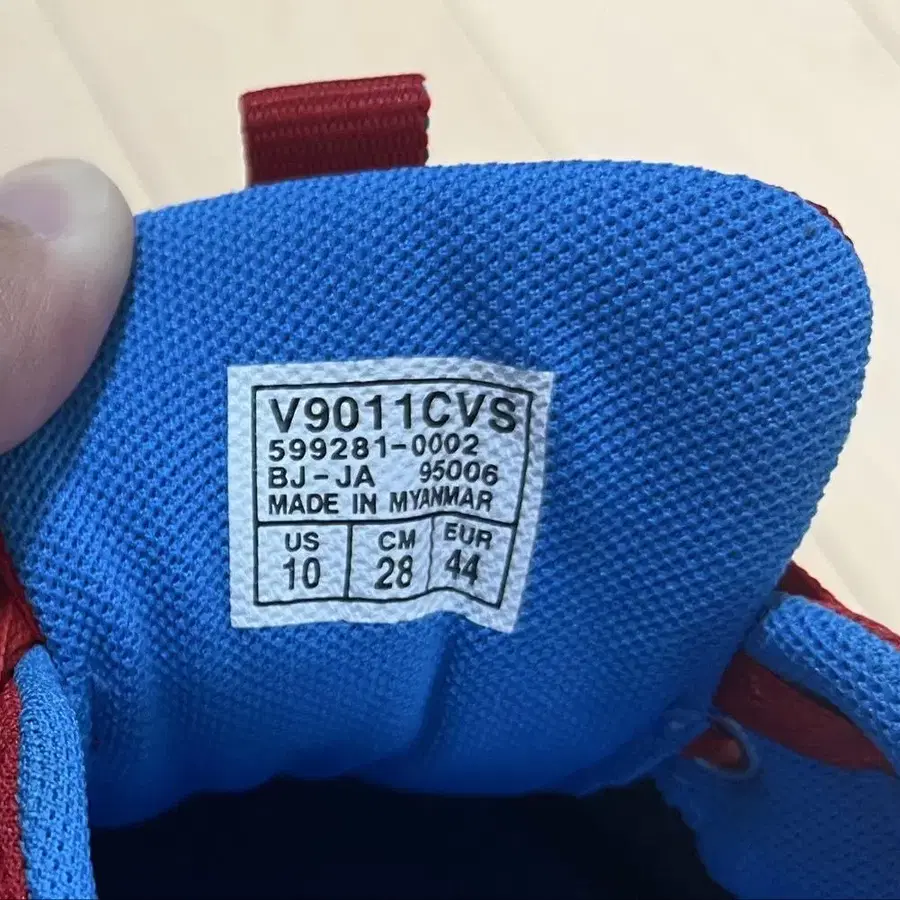 V9011CVS
599281-0002
BJ-JA 95006
MADE IN MYANMAR
US CM EUR
10 28 44